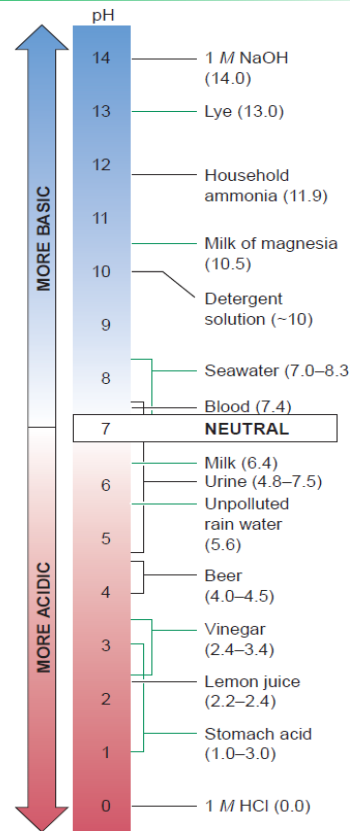 pH
14
13
12
11
10
9
8
7
6
5
4
3
2
1
0
MORE BASIC
MORE ACIDIC
1 M NaOH
(14.0)
Lye (13.0)
Household
ammonia (11.9)
Milk of magnesia
(10.5)
Detergent
solution (~10)
Seawater (7.0–8.3
Blood (7.4)
NEUTRAL
Milk (6.4)
Urine (4.8–7.5)
Unpolluted
rain water
(5.6)
Beer
(4.0–4.5)
Vinegar
(2.4–3.4)
Lemon juice
(2.2–2.4)
Stomach acid
(1.0–3.0)
1 M HCl (0.0)